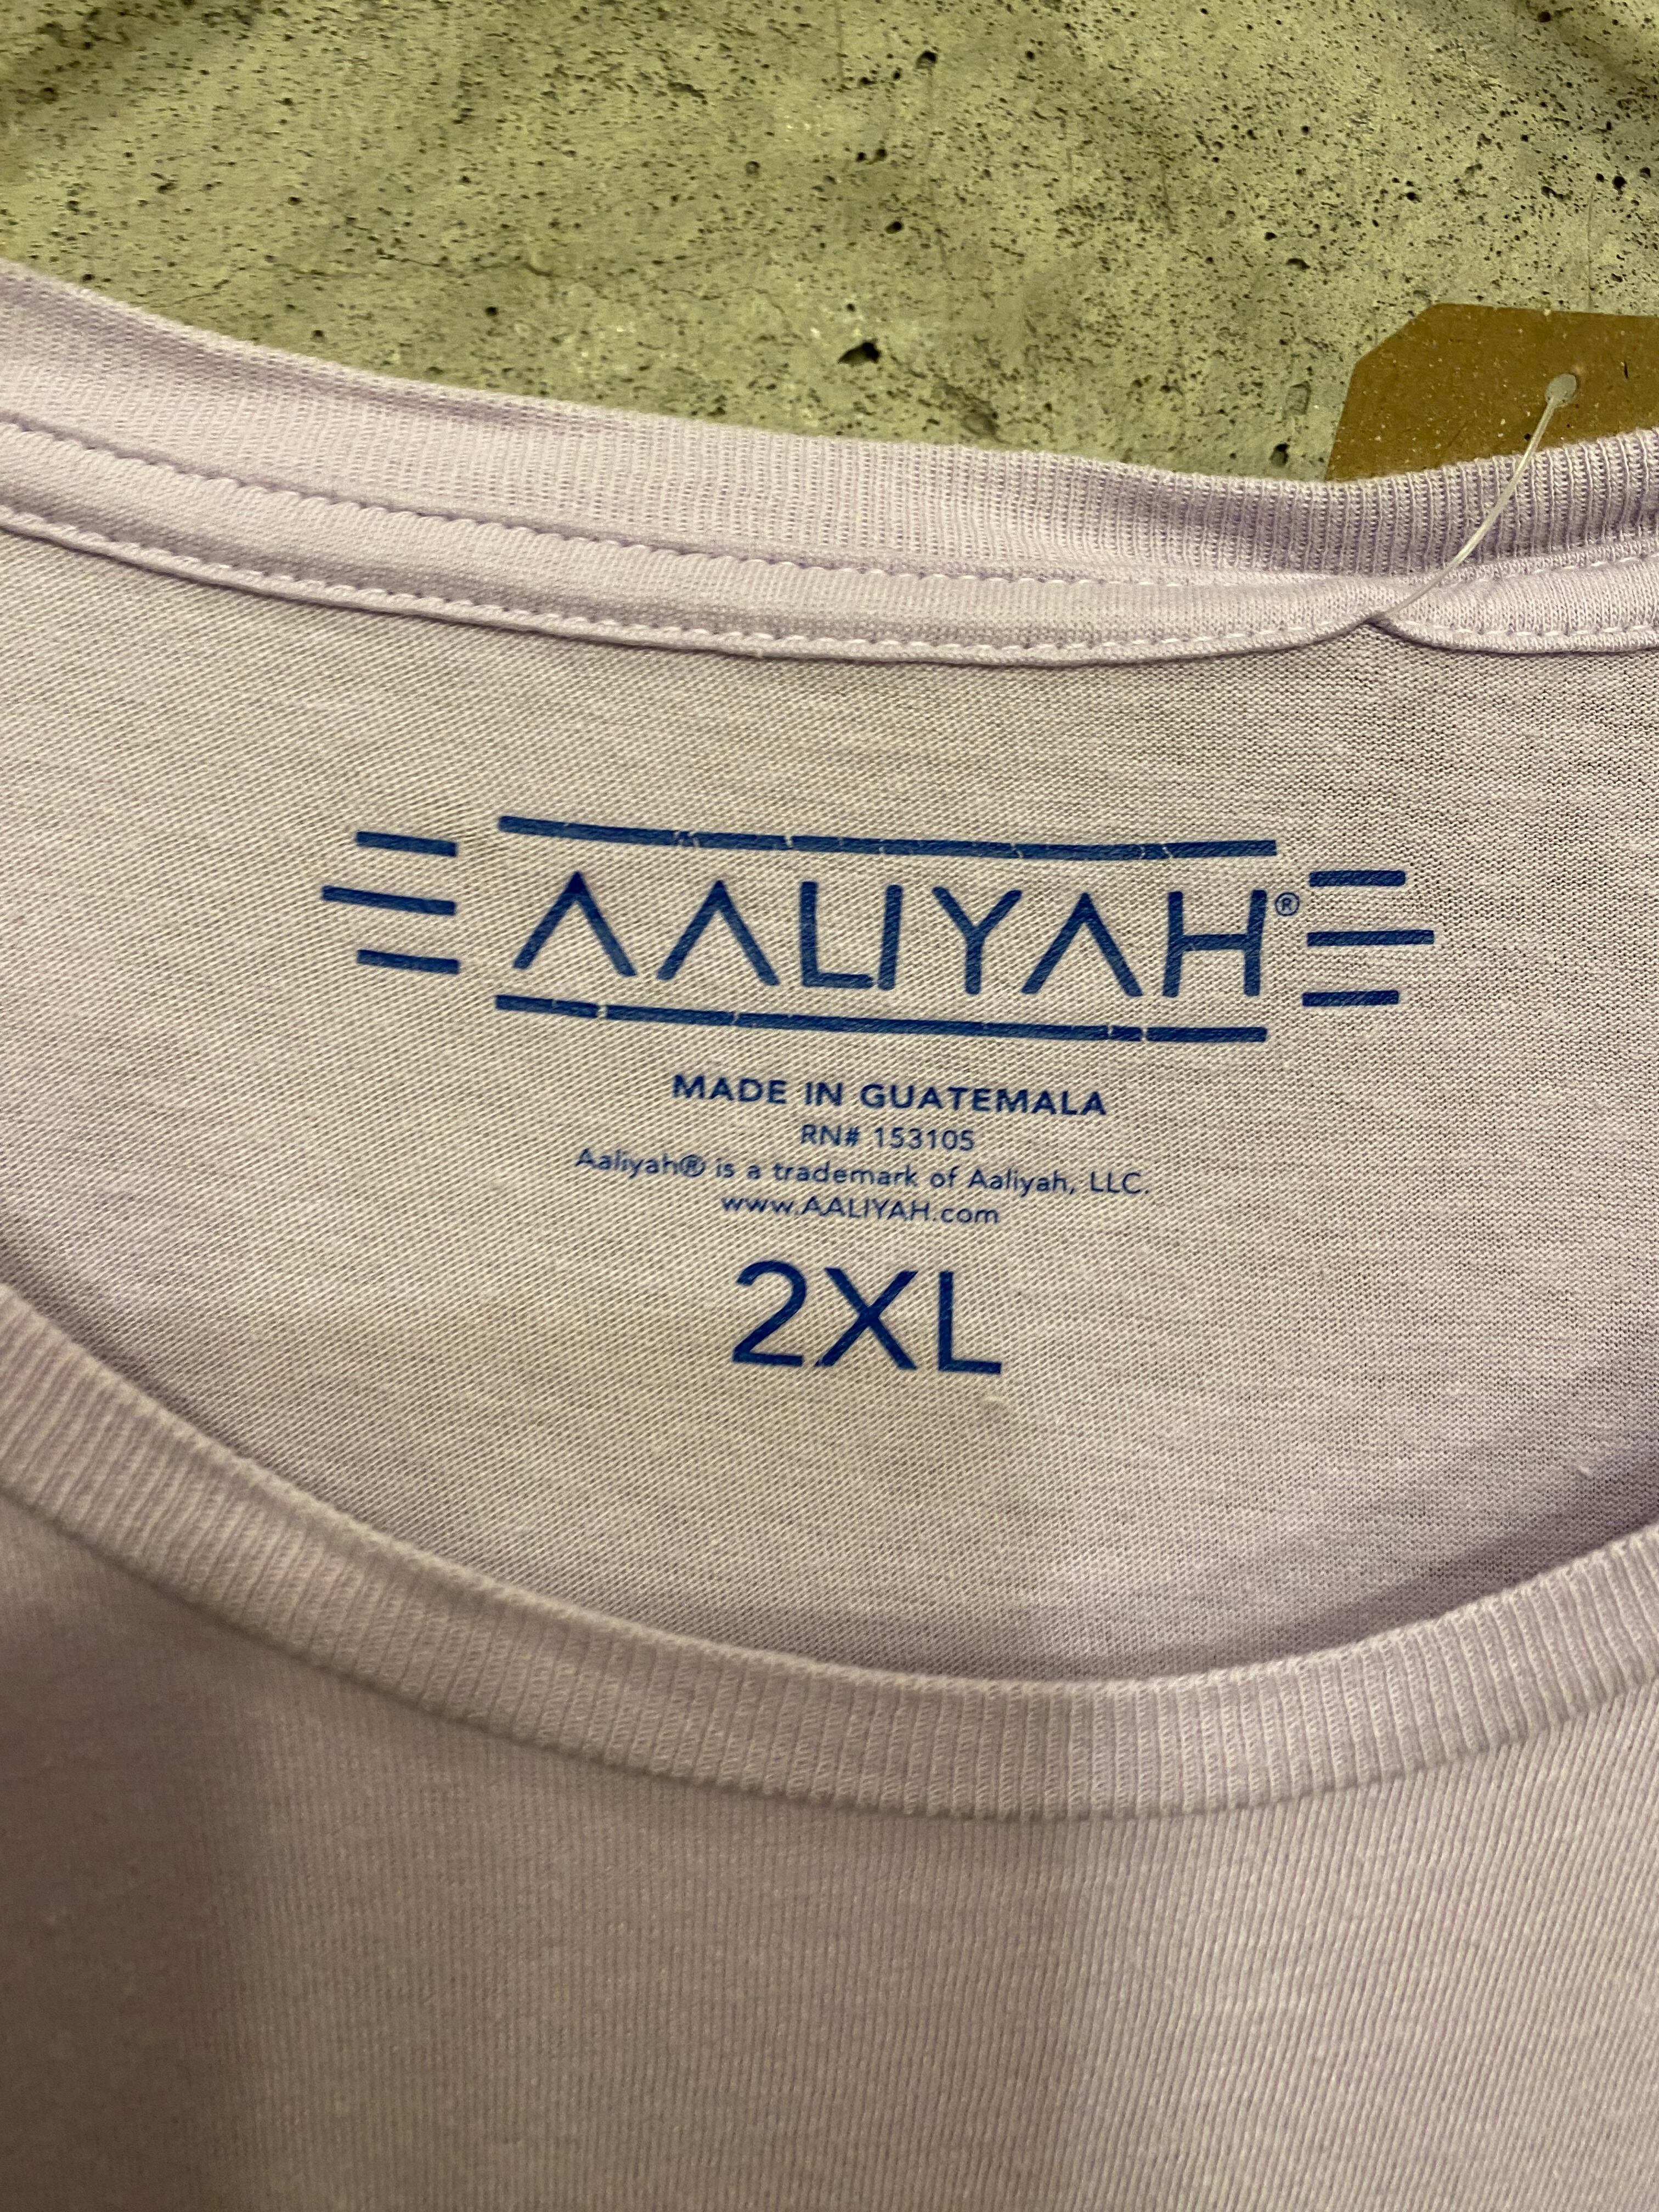 AALIYAH®
MADE IN GUATEMALA
RN# 153105
Aaliyah® is a trademark of Aaliyah, LLC.
www.AALIYAH.com
2XL